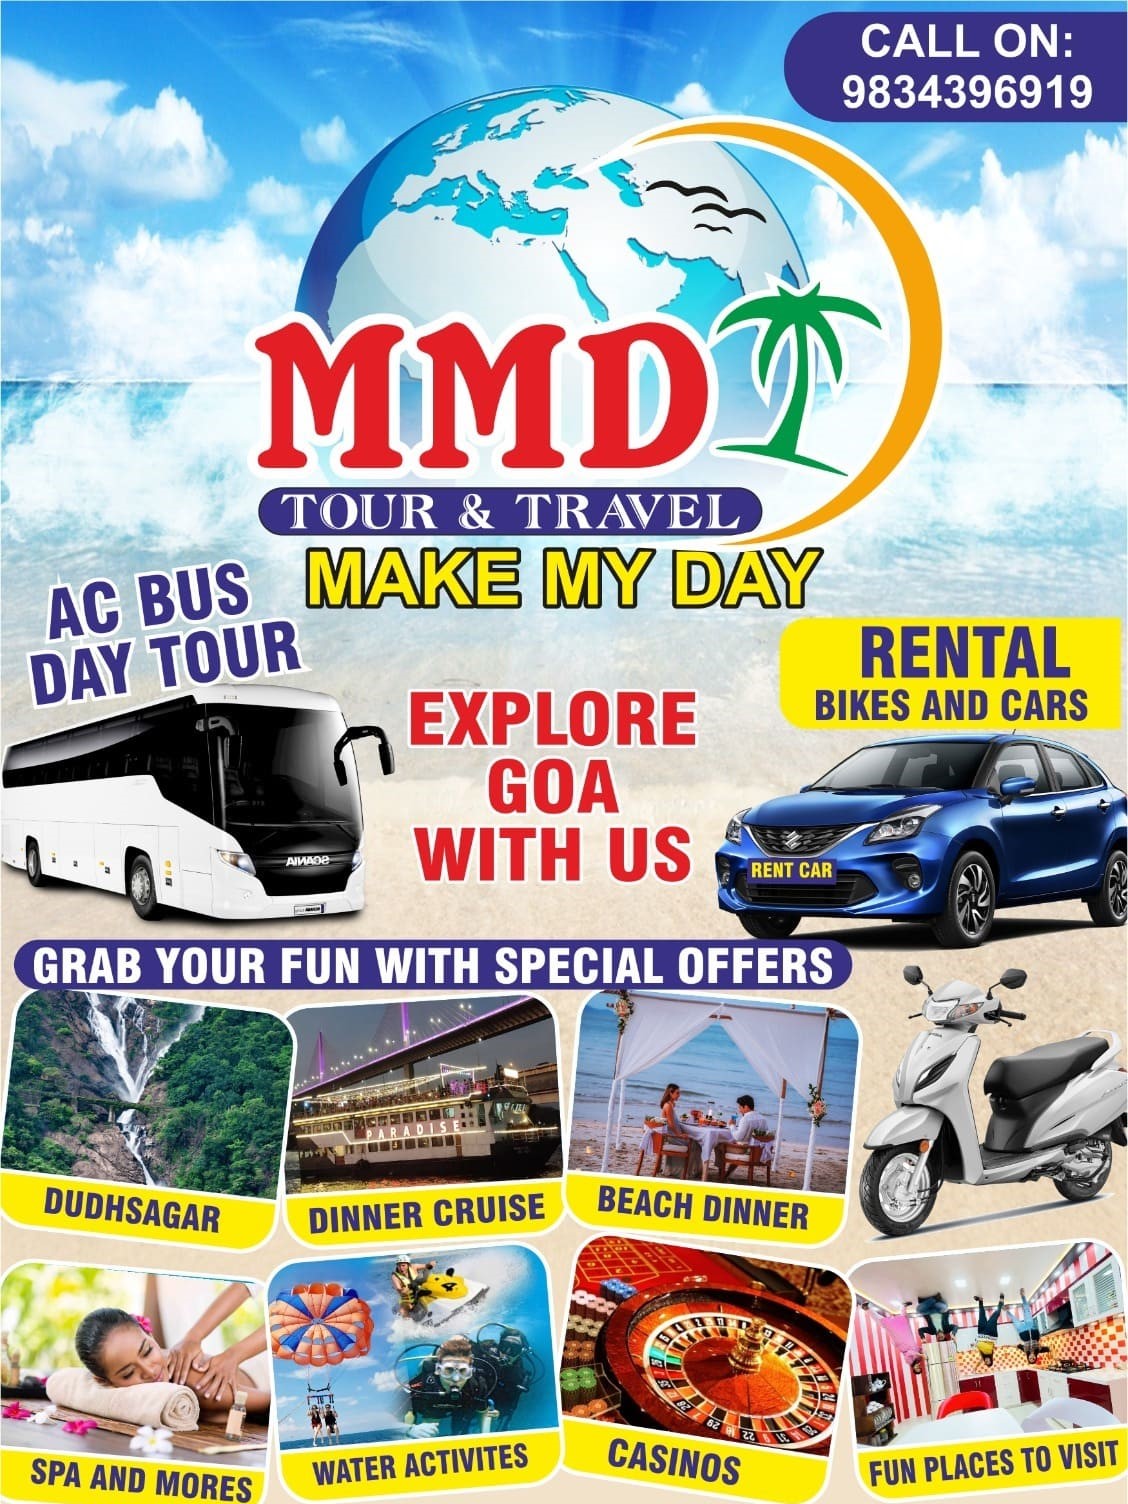 CALL ON:
9834396919
MMD
TOUR & TRAVEL
MAKE MY DAY
AC BUS
DAY TOUR
RENTAL
BIKES AND CARS
EXPLORE
GOA
WITH US
SCANIA
RENT CAR
GRAB YOUR FUN WITH SPECIAL OFFERS
PARADISE
DUDHSAGAR
DINNER CRUISE
BEACH DINNER
SPA AND MORES
WATER ACTIVITES
CASINOS
FUN PLACES TO VISIT